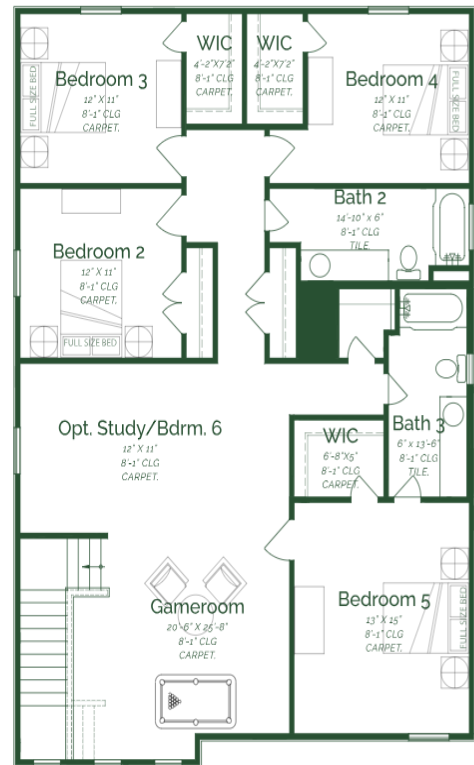 WIC
4'-2"X7'2"
8'-1" CLG
CARPET.
WIC
4'-2"X7'2"
8'-1" CLG
CARPET.
FULL SIZE BED
Bedroom 3
12" X 11"
8'-1" CLG
CARPET.
Bedroom 4
12" X 11"
8'-1" CLG
CARPET.
FULL SIZE BED
Bath 2
14'-10" x 6"
8'-1" CLG
TILE.
Bedroom 2
12" X 11"
8'-1" CLG
CARPET.
FULL SIZE BED
Opt. Study/Bdrm. 6
12" X 11"
8'-1" CLG
CARPET.
WIC
6'-8"X5"
8'-1" CLG
CARPET.
Bath 3
6" x 13'-6"
8'-1" CLG
TILE.
Gameroom
20'-6" X 25'-8"
8'-1" CLG
CARPET.
Bedroom 5
13" X 15"
8'-1" CLG
CARPET.
FULL SIZE BED